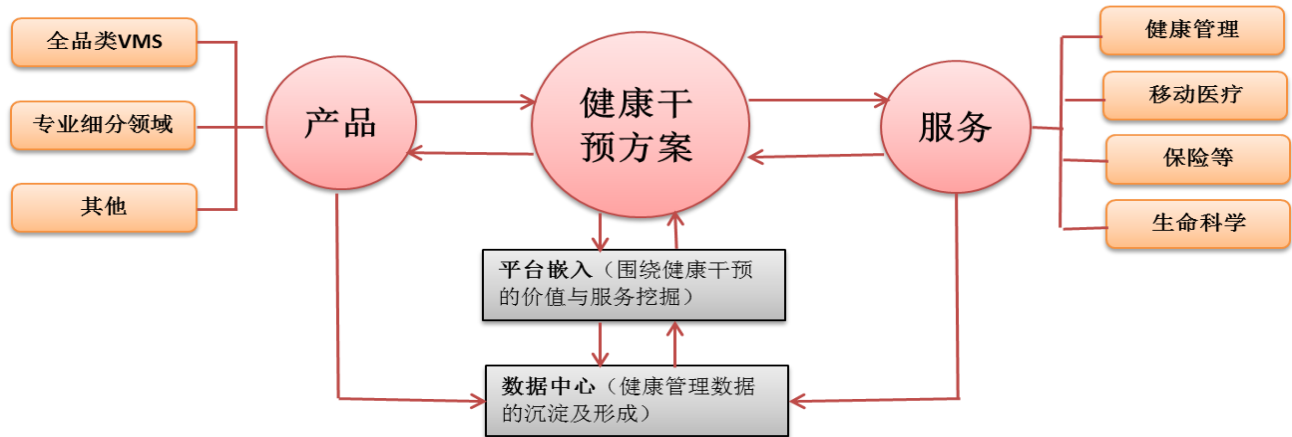 全品类VMS
专业细分领域
其他
产品
健康干
预方案
服务
健康管理
移动医疗
保险等
生命科学
平台嵌入（围绕健康干预
的价值与服务挖掘）
数据中心（健康管理数据
的沉淀及形成）